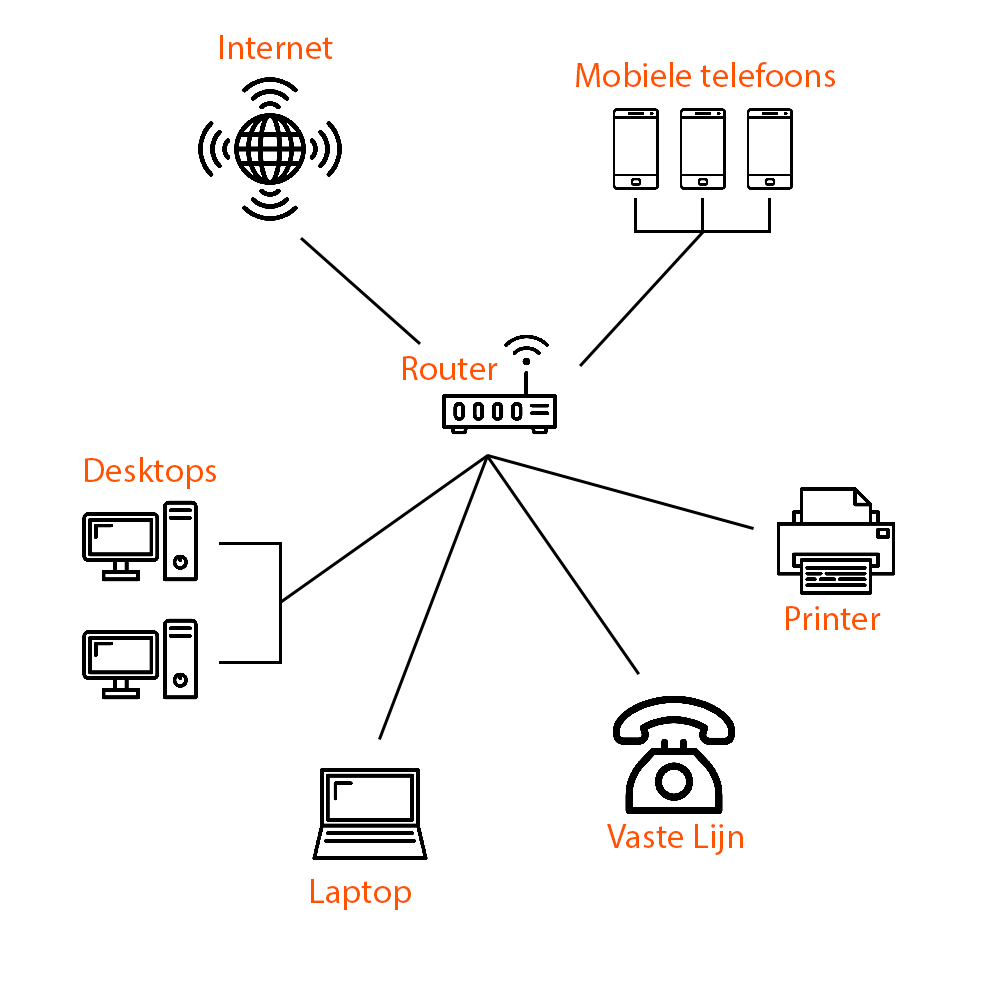 Internet
Mobiele telefoons
Router
Desktops
Printer
Vaste Lijn
Laptop